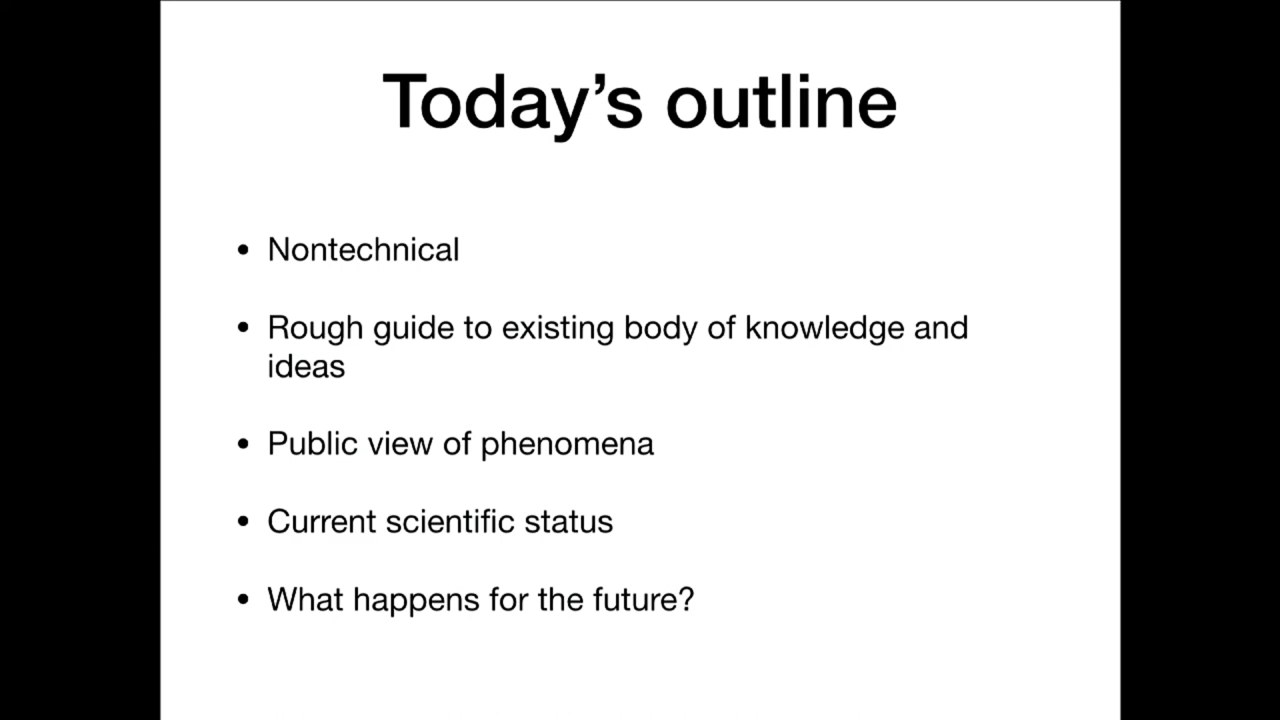 Today’s outline
• Nontechnical
• Rough guide to existing body of knowledge and
ideas
• Public view of phenomena
• Current scientific status
• What happens for the future?